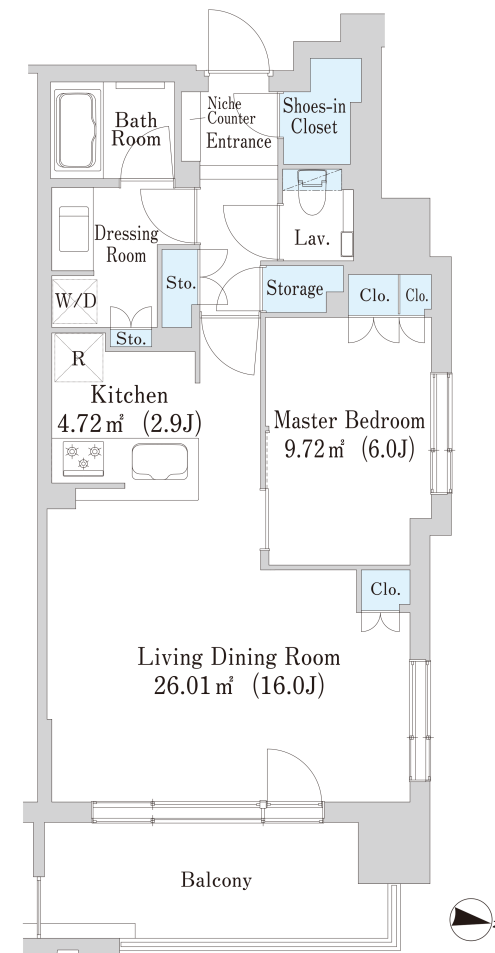 Bath
Room
Niche
Counter
Entrance
Shoes-in
Closet
Dressing
Room
Lav.
Sto.
Storage
Clo.
Clo.
W/D
Sto.
R
Kitchen
4.72㎡ (2.9J)
Master Bedroom
9.72㎡ (6.0J)
Clo.
Living Dining Room
26.01㎡ (16.0J)
Balcony